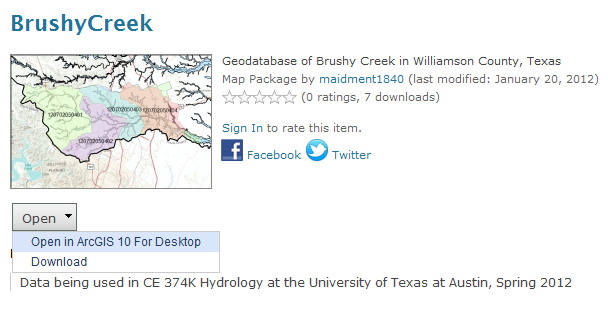 BrushyCreek
Geodatabase of Brushy Creek in Williamson County, Texas
Map Package by maidment1840 (last modified: January 20, 2012)
(0 ratings, 7 downloads)
120702050401
120702050403
120702050404
120702050402
Sign In to rate this item.
Facebook
Twitter
Open
Open in ArcGIS 10 For Desktop
Download
Data being used in CE 374K Hydrology at the University of Texas at Austin, Spring 2012